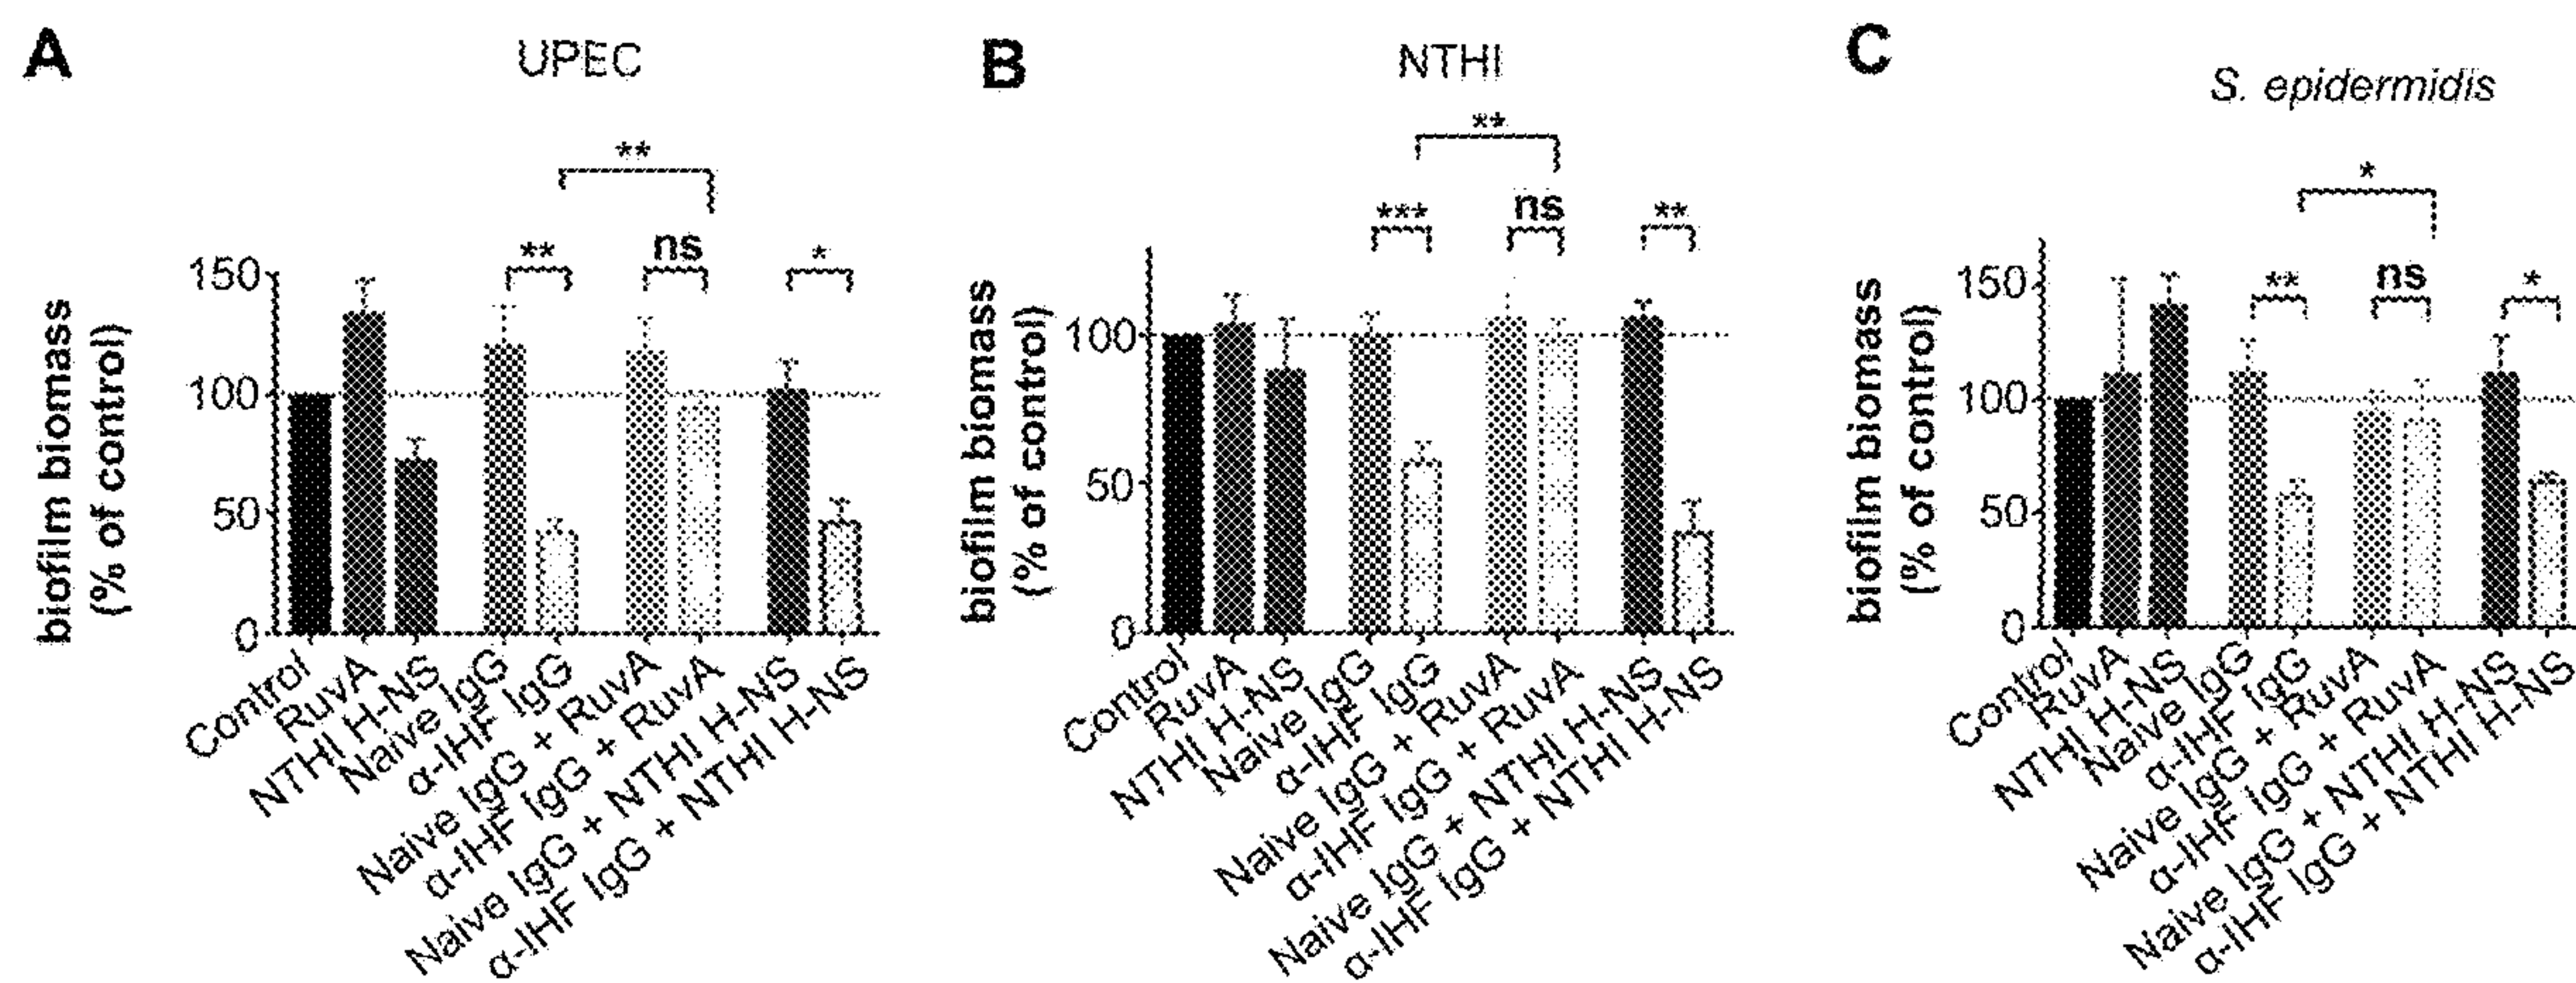 A
UPEC
**
**
ns
*
biofilm biomass
(% of control)
150
100
50
0
Control
RuvA
NTHI H-NS
Naive IgG
α-IHF IgG
Naive IgG + RuvA
α-IHF IgG + RuvA
Naive IgG + NTHI H-NS
α-IHF IgG + NTHI H-NS
B
NTHI
**
***
ns
**
biofilm biomass
(% of control)
100
50
0
Control
RuvA
NTHI H-NS
Naive IgG
α-IHF IgG
Naive IgG + RuvA
α-IHF IgG + RuvA
Naive IgG + NTHI H-NS
α-IHF IgG + NTHI H-NS
C
S. epidermidis
*
**
ns
*
biofilm biomass
(% of control)
150
100
50
0
Control
RuvA
NTHI H-NS
Naive IgG
α-IHF IgG
Naive IgG + RuvA
α-IHF IgG + RuvA
Naive IgG + NTHI H-NS
α-IHF IgG + NTHI H-NS